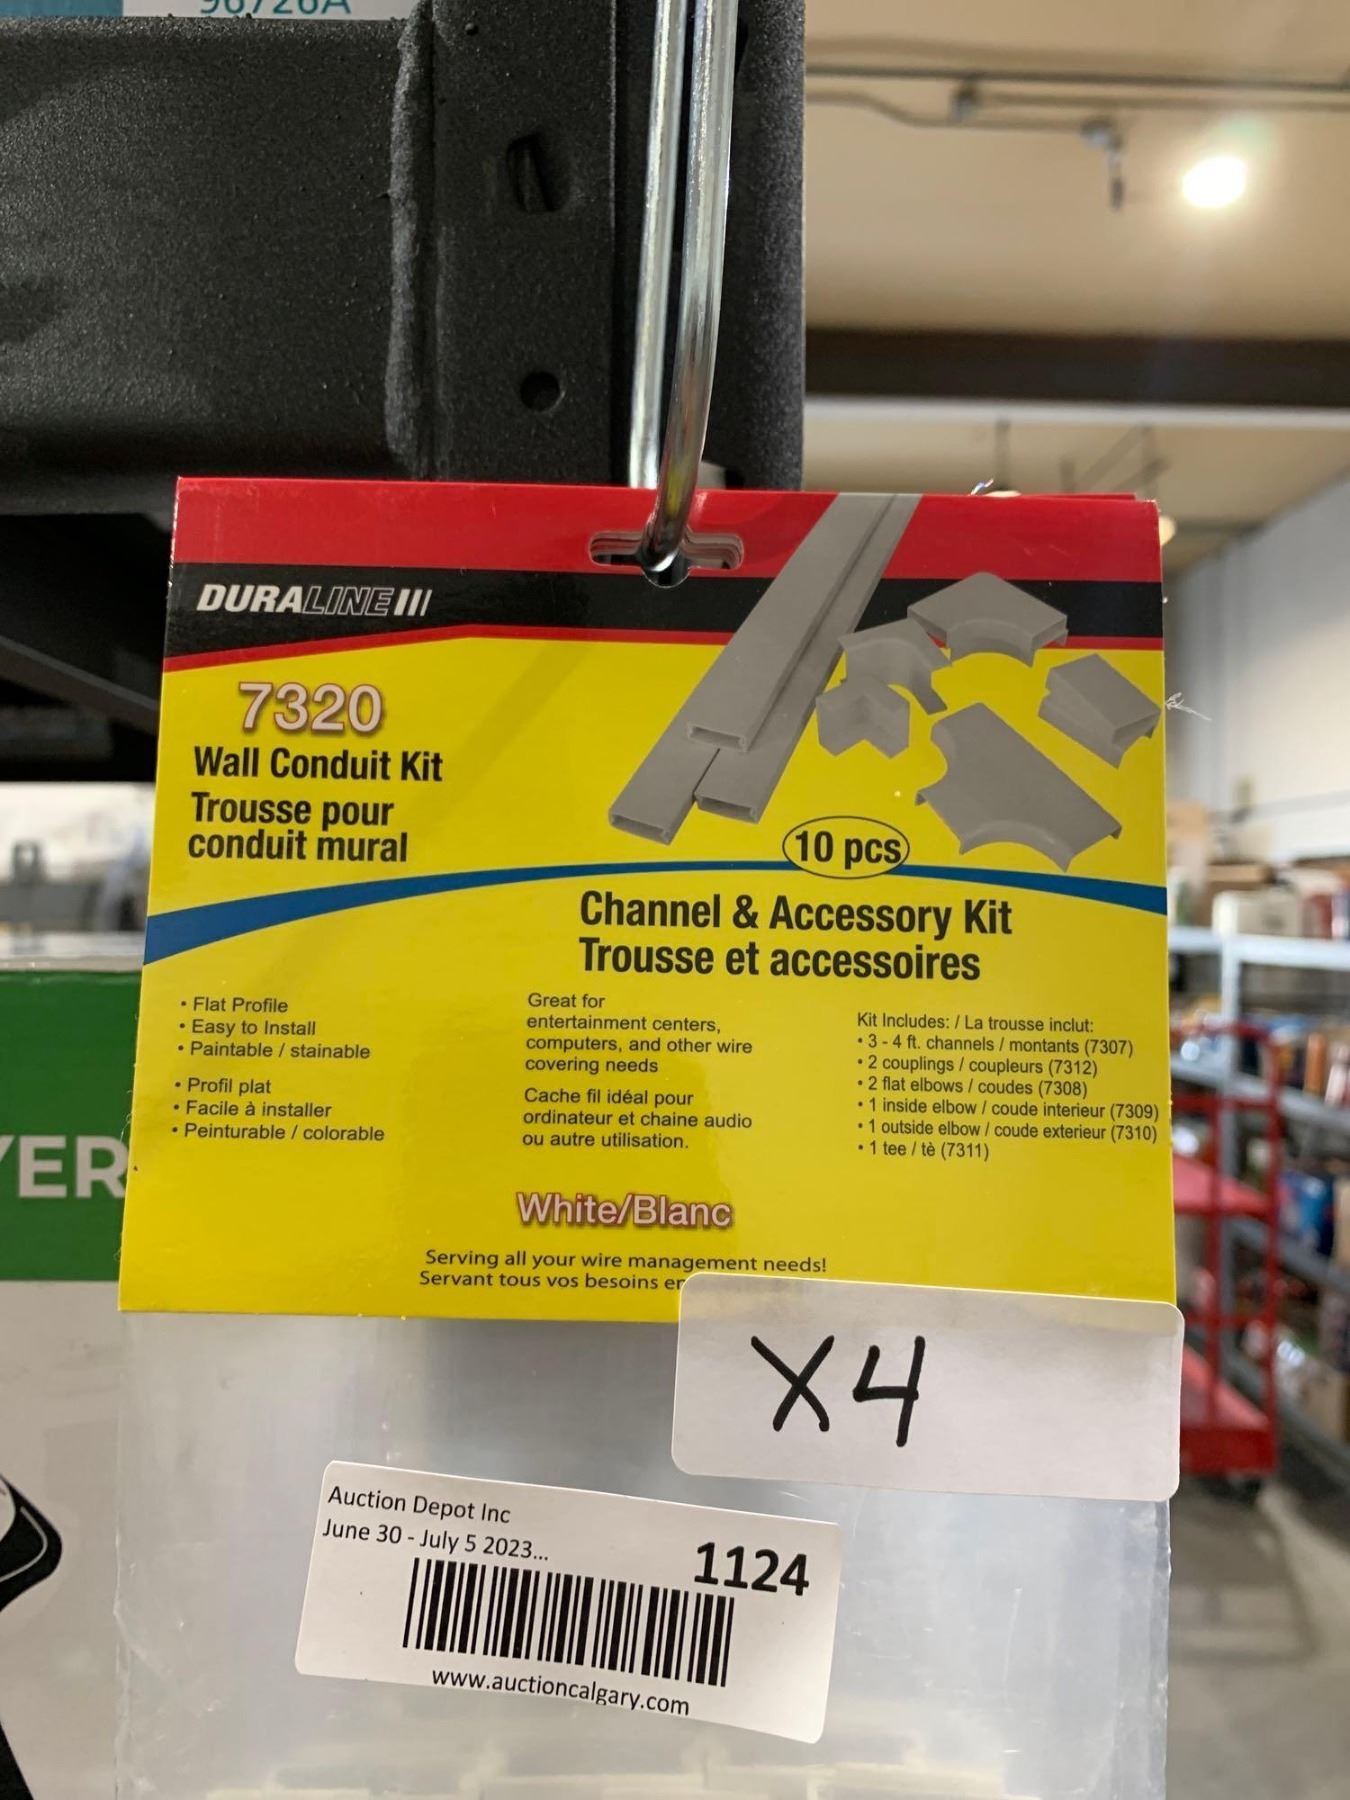 96726A
DURALINE
7320
Wall Conduit Kit
Trousse pour
conduit mural
10 pcs
Channel & Accessory Kit
Trousse et accessoires
• Flat Profile
• Easy to Install
• Paintable / stainable
• Profil plat
• Facile à installer
• Peinturable / colorable
Great for
entertainment centers,
computers, and other wire
covering needs
Cache fil idéal pour
ordinateur et chaine audio
ou autre utilisation.
Kit Includes: / La trousse inclut:
• 3 - 4 ft. channels / montants (7307)
• 2 couplings / coupleurs (7312)
• 2 flat elbows / coudes (7308)
• 1 inside elbow / coude interieur (7309)
• 1 outside elbow / coude exterieur (7310)
• 1 tee / tè (7311)
White/Blanc
Serving all your wire management needs!
Servant tous vos besoins en
YER
X4
Auction Depot Inc
June 30 - July 5 2023...
1124
www.auctioncalgary.com